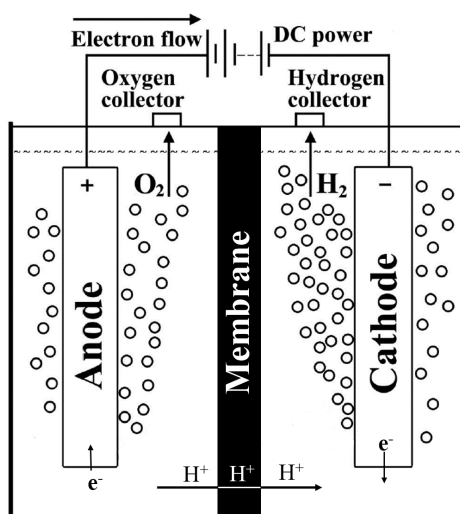 Electron flow
DC power
Oxygen
collector
Hydrogen
collector
+
O₂
H₂
−
Anode
Membrane
Cathode
e⁻
e⁻
H⁺
H⁺
H⁺